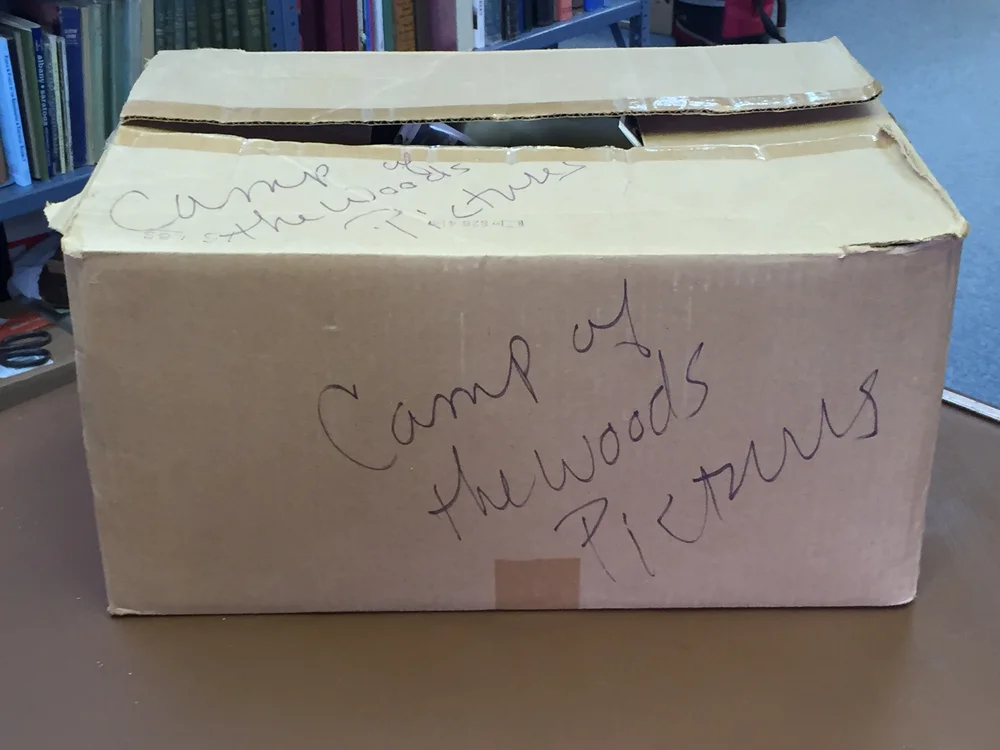 Camp of
the woods
Pictures
Camp of
the woods
Pictures